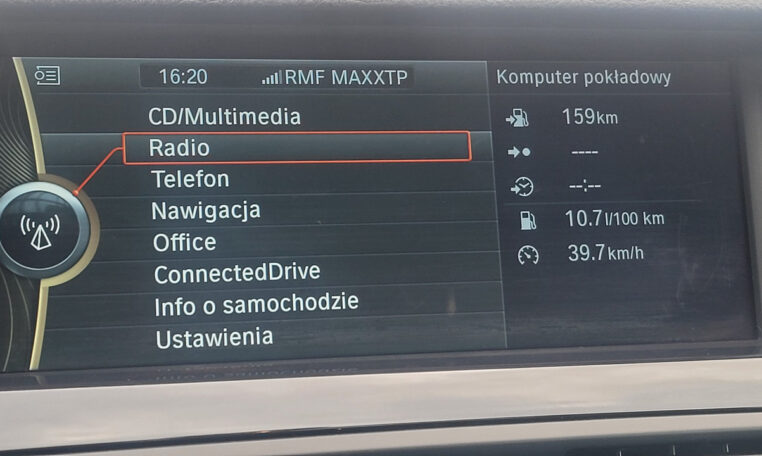 16:20 RMF MAXXTP
CD/Multimedia
Radio
Telefon
Nawigacja
Office
ConnectedDrive
Info o samochodzie
Ustawienia
Komputer pokładowy
159km
----
--:--
10.7l/100 km
39.7km/h